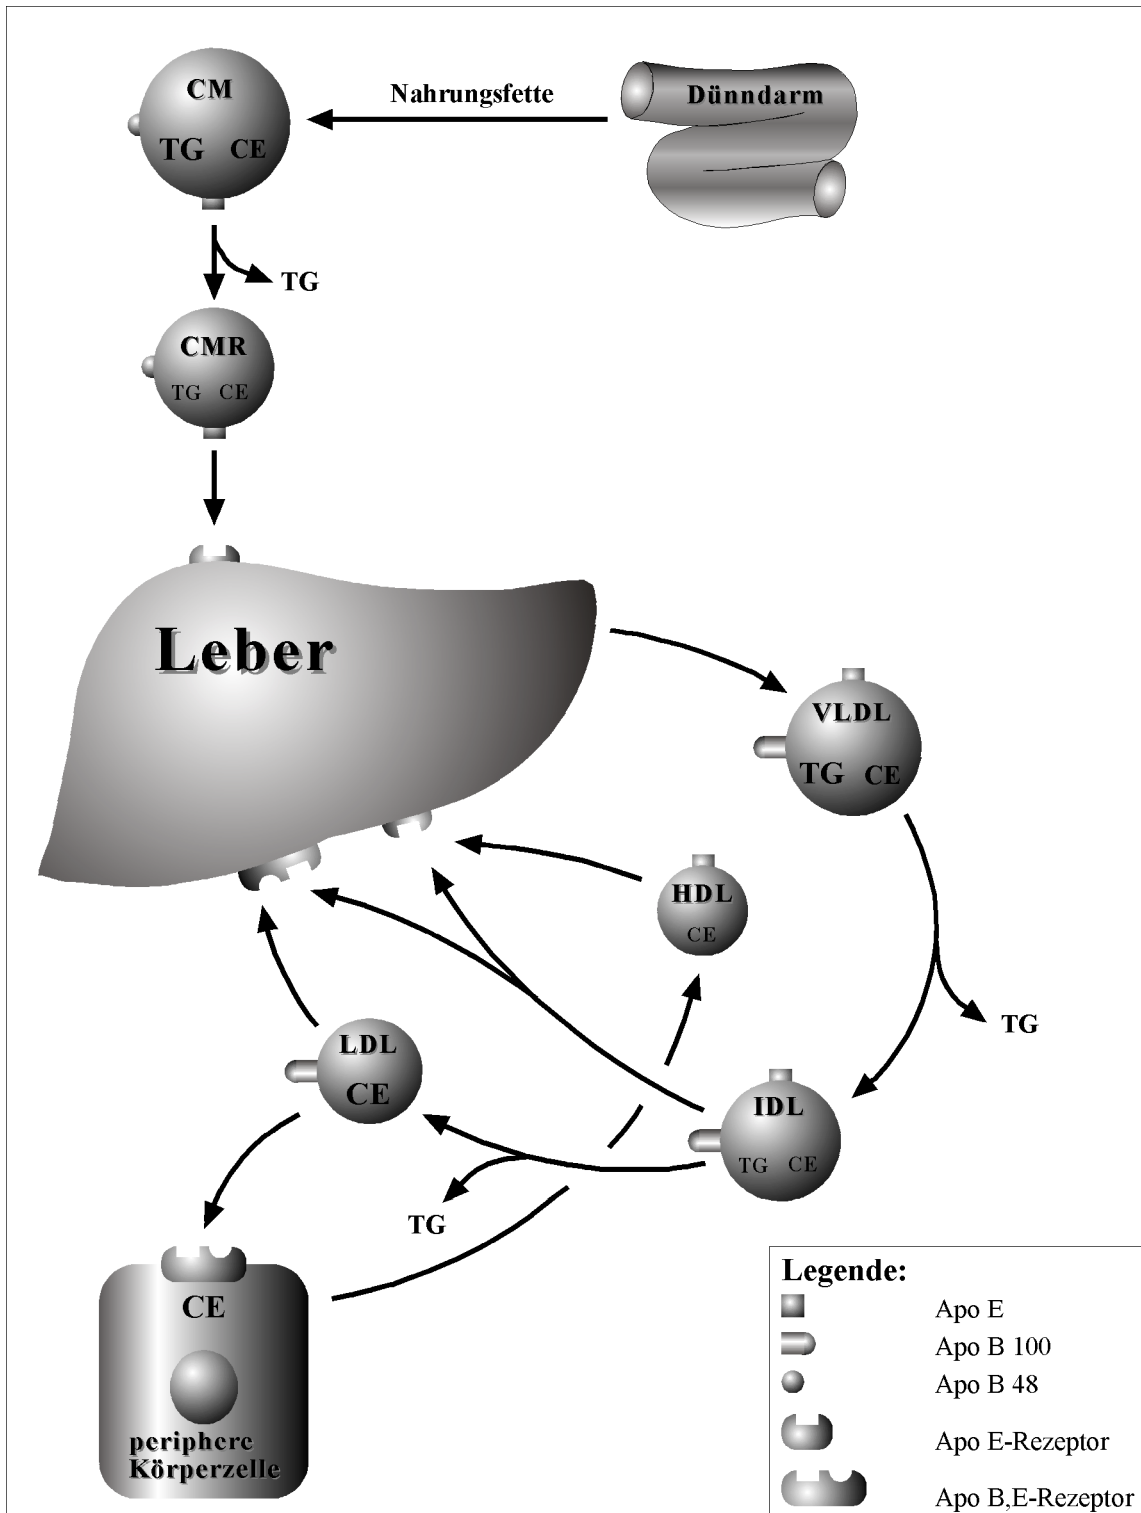 CM
TG CE
Nahrungsfette
Dünndarm
TG
CMR
TG CE
Leber
VLDL
TG CE
HDL
CE
TG
LDL
CE
IDL
TG CE
TG
CE
periphere
Körperzelle
Legende:
Apo E
Apo B 100
Apo B 48
Apo E-Rezeptor
Apo B,E-Rezeptor